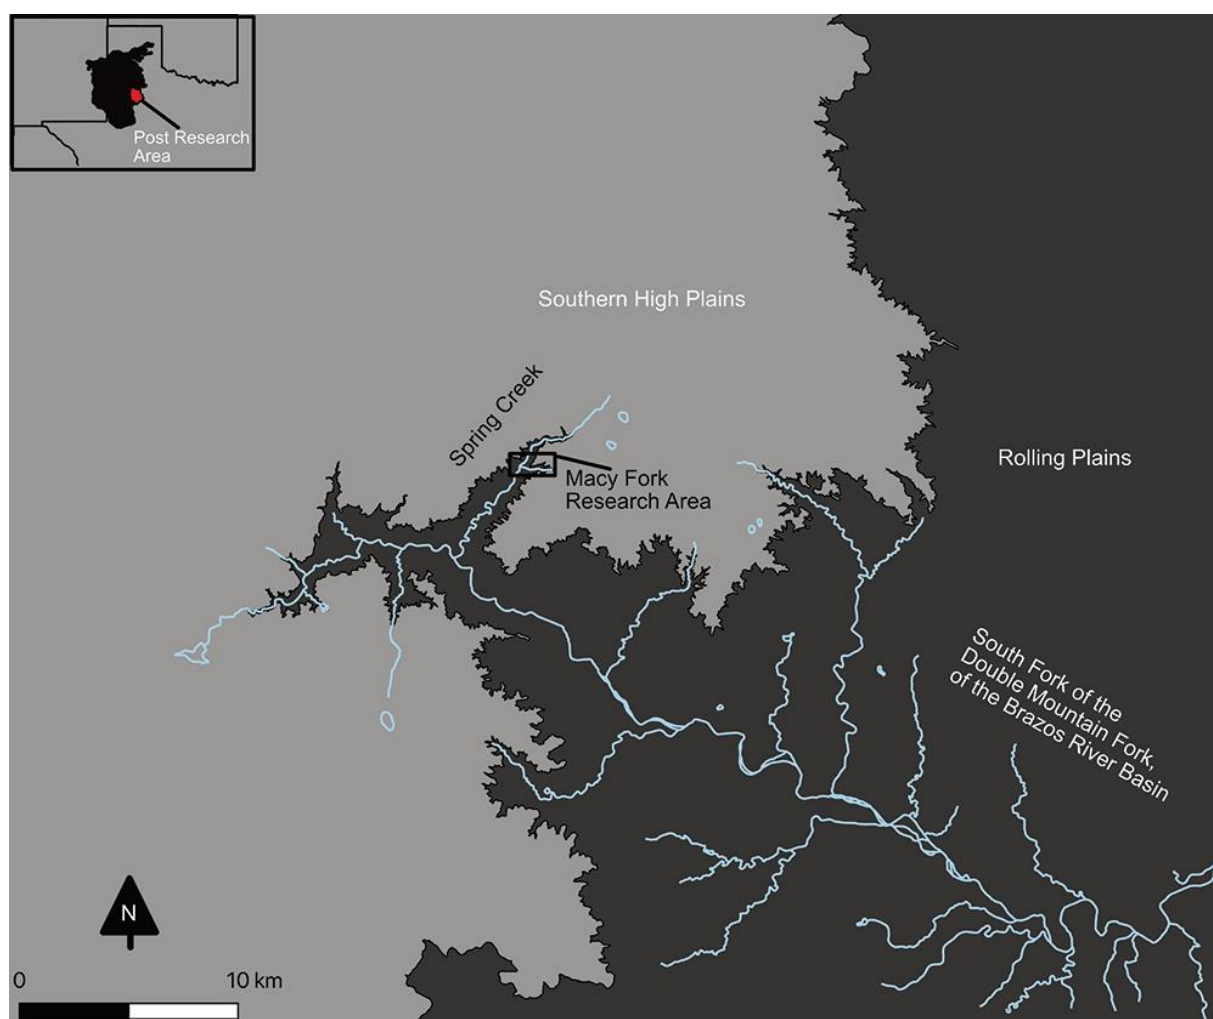 Post Research
Area
Southern High Plains
Spring Creek
Rolling Plains
Macy Fork
Research Area
South Fork of the
Double Mountain Fork,
of the Brazos River Basin
N
0
10 km